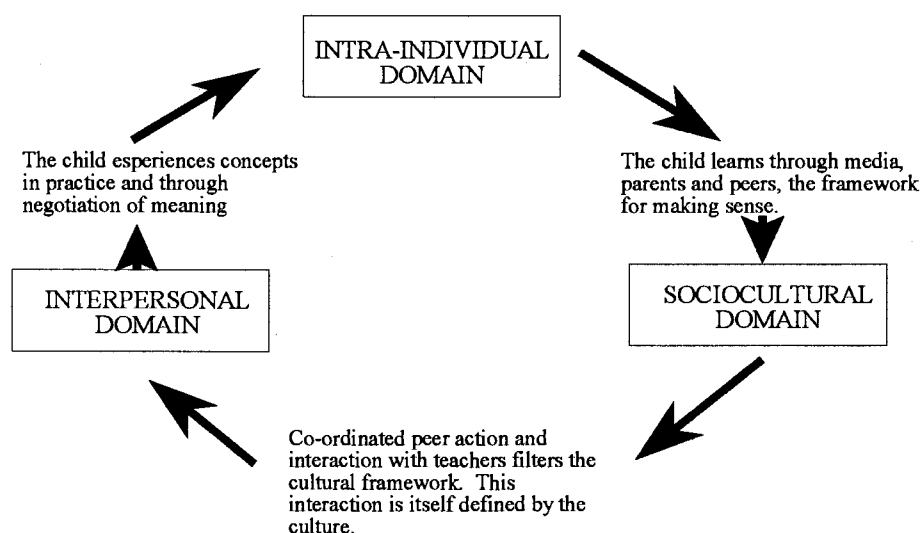 INTRA-INDIVIDUAL
DOMAIN
The child esperiences concepts
in practice and through
negotiation of meaning
The child learns through media,
parents and peers, the framework
for making sense.
INTERPERSONAL
DOMAIN
SOCIOCULTURAL
DOMAIN
Co-ordinated peer action and
interaction with teachers filters the
cultural framework. This
interaction is itself defined by the
culture.